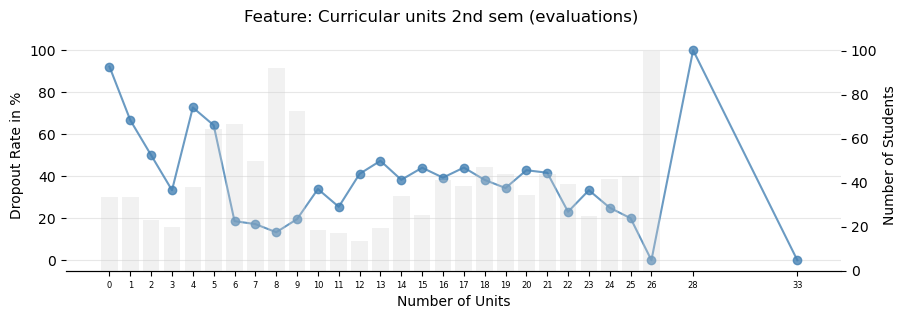 Feature: Curricular units 2nd sem (evaluations)
Dropout Rate in %
100
80
60
40
20
0
100
80
60
40
20
0
Number of Students
0 1 2 3 4 5 6 7 8 9 10 11 12 13 14 15 16 17 18 19 20 21 22 23 24 25 26 28 33
Number of Units